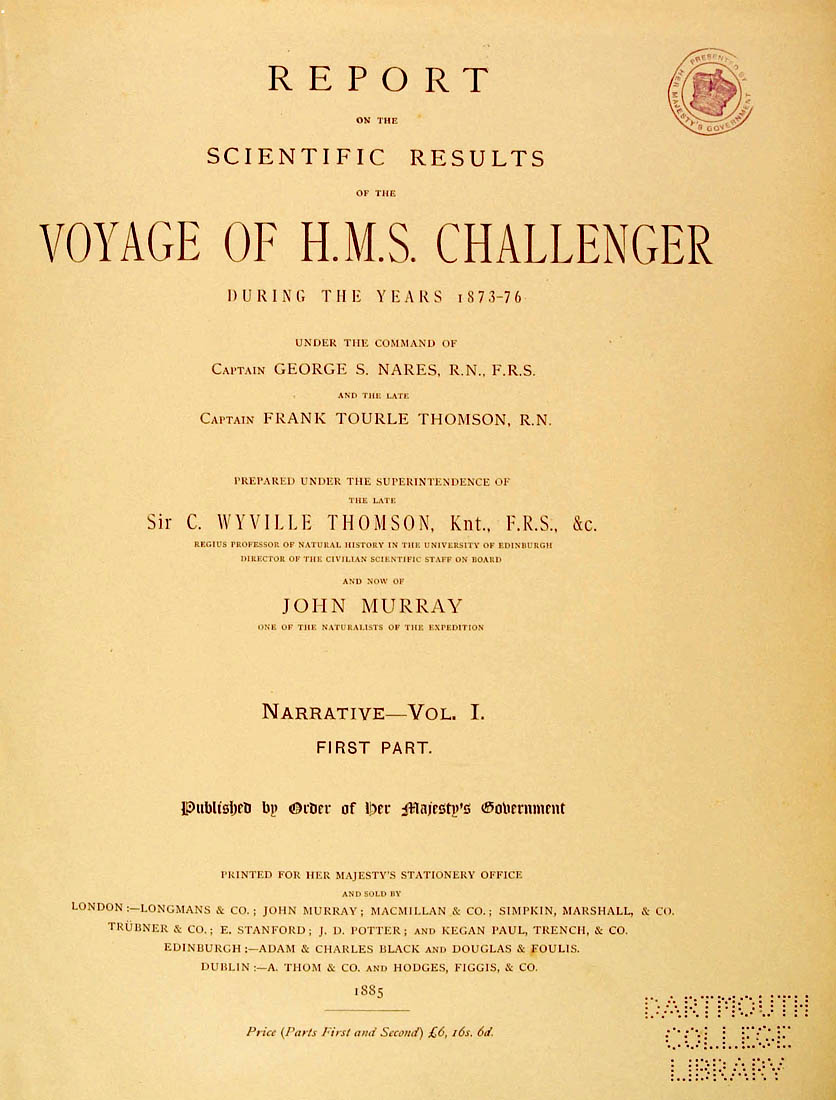 REPORT
ON THE
SCIENTIFIC RESULTS
OF THE
VOYAGE OF H.M.S. CHALLENGER
DURING THE YEARS 1873-76
UNDER THE COMMAND OF
CAPTAIN GEORGE S. NARES, R.N., F.R.S.
AND THE LATE
CAPTAIN FRANK TOURLE THOMSON, R.N.
PREPARED UNDER THE SUPERINTENDENCE OF
THE LATE
Sir C. WYVILLE THOMSON, Knt., F.R.S., &c.
REGIUS PROFESSOR OF NATURAL HISTORY IN THE UNIVERSITY OF EDINBURGH
DIRECTOR OF THE CIVILIAN SCIENTIFIC STAFF ON BOARD
AND NOW OF
JOHN MURRAY
ONE OF THE NATURALISTS OF THE EXPEDITION
NARRATIVE—VOL. I.
FIRST PART.
Published by Order of Her Majesty's Government
PRINTED FOR HER MAJESTY'S STATIONERY OFFICE
AND SOLD BY
LONDON:—LONGMANS & CO.; JOHN MURRAY; MACMILLAN & CO.; SIMPKIN, MARSHALL, & CO.
TRÜBNER & CO.; E. STANFORD; J. D. POTTER; AND KEGAN PAUL, TRENCH, & CO.
EDINBURGH:—ADAM & CHARLES BLACK AND DOUGLAS & FOULIS.
DUBLIN:—A. THOM & CO. AND HODGES, FIGGIS, & CO.
1885
Price (Parts First and Second) £6, 16s. 6d.
PRESENTED BY
HER MAJESTY'S GOVERNMENT
DARTMOUTH
COLLEGE
LIBRARY